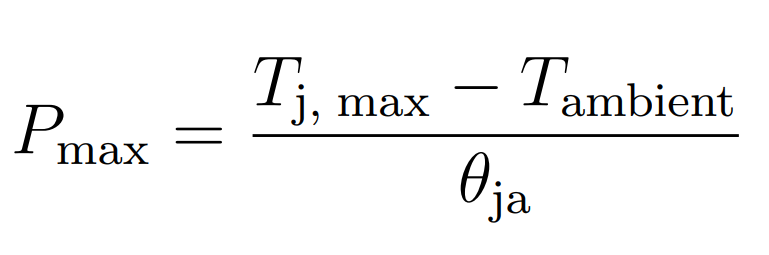 P_max = (T_j, max − T_ambient) / θ_ja